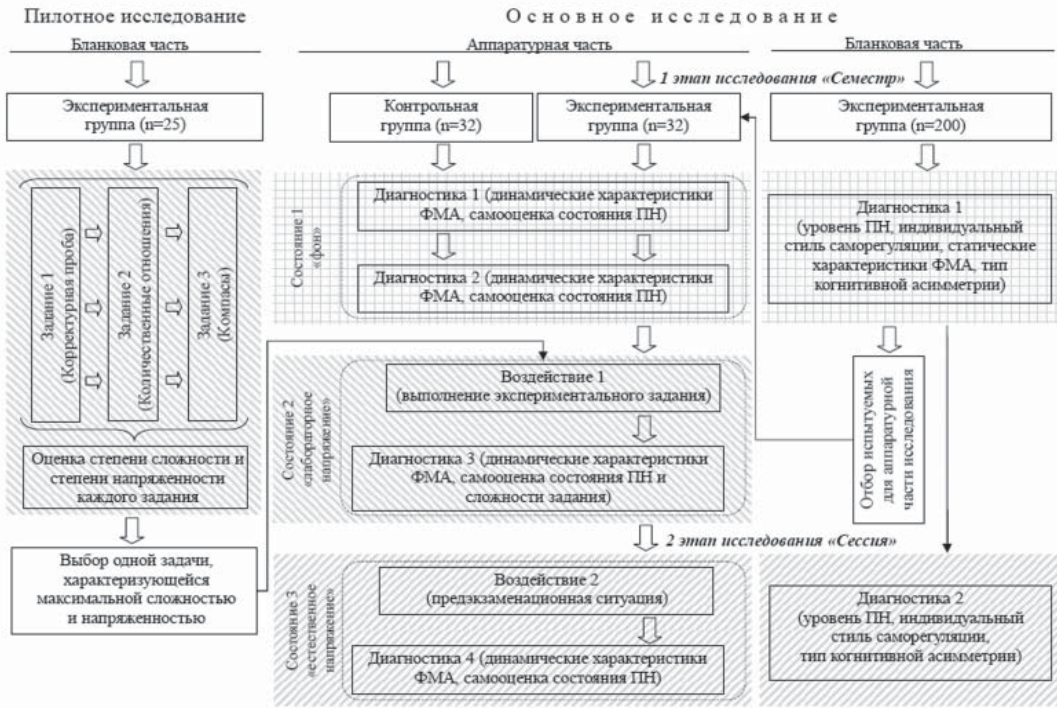 Пилотное исследование
Основное исследование
Бланковая часть
Аппаратурная часть
Бланковая часть
1 этап исследования «Семестр»
Экспериментальная
группа (n=25)
Контрольная
группа (n=32)
Экспериментальная
группа (n=32)
Экспериментальная
группа (n=200)
Задание 1
(Корректурная проба)
Задание 2
(Количественные отношения)
Задание 3
(Компасы)
Оценка степени сложности и
степени напряженности
каждого задания
Выбор одной задачи,
характеризующейся
максимальной сложностью
и напряженностью
Состояние 1
«фон»
Диагностика 1 (динамические характеристики
ФМА, самооценка состояния ПН)
Диагностика 2 (динамические характеристики
ФМА, самооценка состояния ПН)
Состояние 2
«лабораторное
напряжение»
Воздействие 1
(выполнение экспериментального задания)
Диагностика 3 (динамические характеристики
ФМА, самооценка состояния ПН и
сложности задания)
2 этап исследования «Сессия»
Состояние 3
«естественное
напряжение»
Воздействие 2
(предэкзаменационная ситуация)
Диагностика 4 (динамические характеристики
ФМА, самооценка состояния ПН)
Диагностика 1
(уровень ПН, индивидуальный
стиль саморегуляции, статические
характеристики ФМА, тип
когнитивной асимметрии)
Отбор испытуемых
для аппаратурной
части исследования
Диагностика 2
(уровень ПН, индивидуальный
стиль саморегуляции,
тип когнитивной асимметрии)